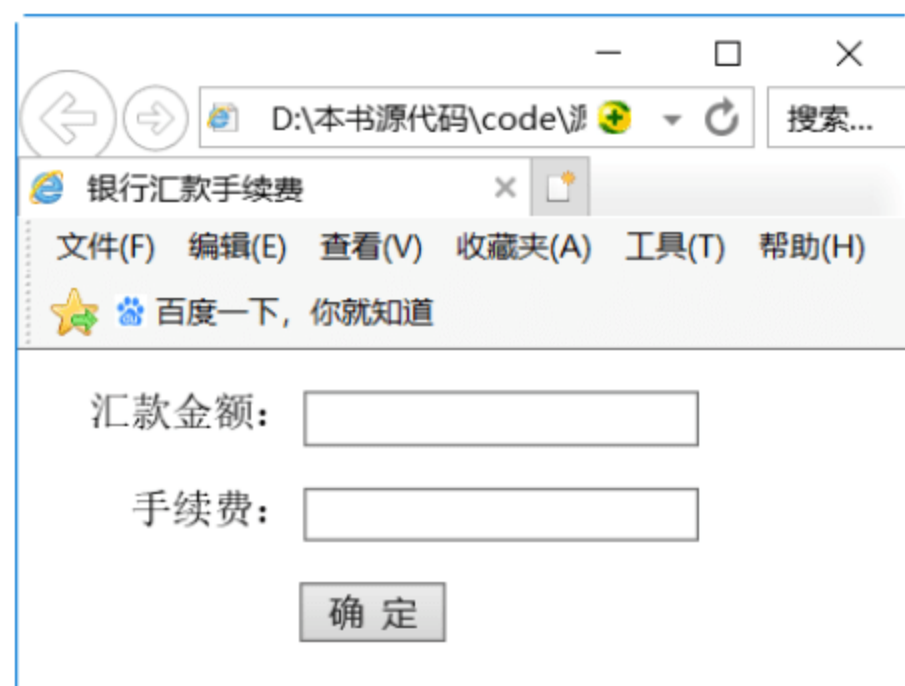 D:\本书源代码\code\源
搜索...
银行汇款手续费
文件(F) 编辑(E) 查看(V) 收藏夹(A) 工具(T) 帮助(H)
百度一下，你就知道
汇款金额：
手续费：
确 定